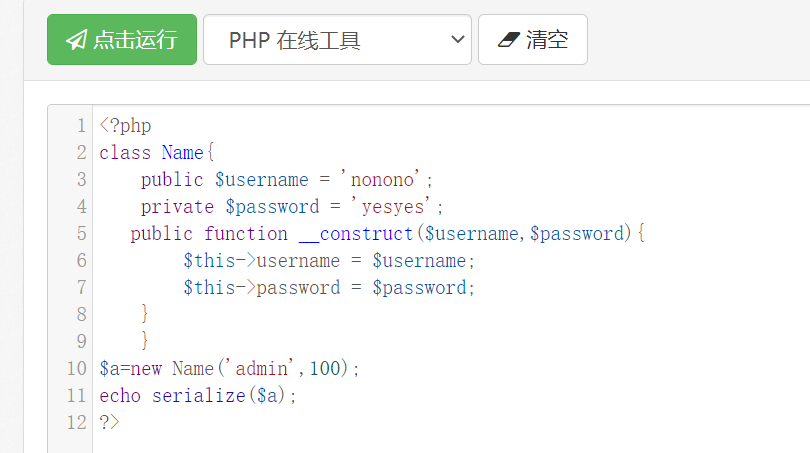 点击运行 PHP 在线工具 清空
1 <?php
2 class Name{
3     public $username = 'nonono';
4     private $password = 'yesyes';
5    public function __construct($username,$password){
6         $this->username = $username;
7         $this->password = $password;
8     }
9     }
10 $a=new Name('admin',100);
11 echo serialize($a);
12 ?>